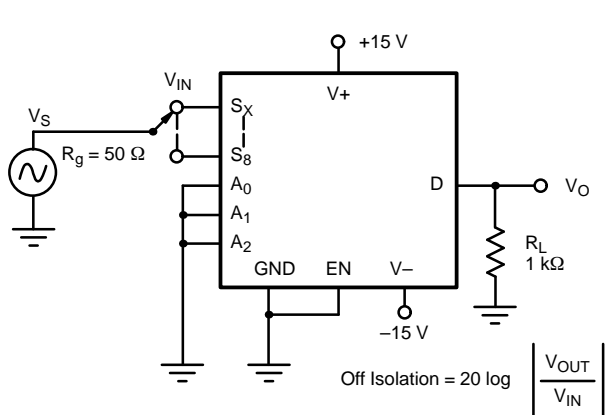 +15 V
V+
VIN
VS
Rg = 50 Ω
SX
S8
A0
A1
A2
D
VO
RL
1 kΩ
GND EN V–
–15 V
Off Isolation = 20 log
VOUT
VIN